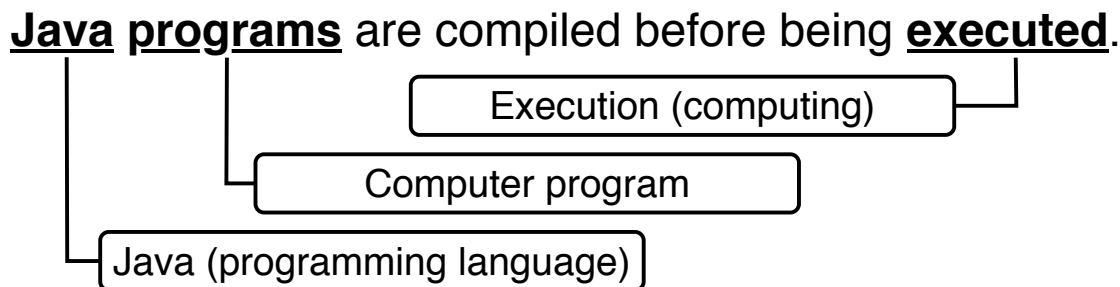 Java programs are compiled before being executed.
Execution (computing)
Computer program
Java (programming language)